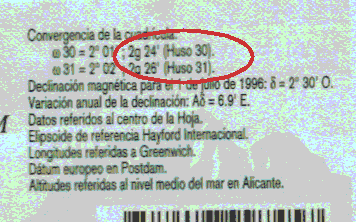 Convergencia de la cuadrícula:
ω 30 = 2° 01' ; 2g 24' (Huso 30).
ω 31 = 2° 02' ; 2g 26' (Huso 31).
Declinación magnética para el 1 de julio de 1996: δ = 2° 30' O.
Variación anual de la declinación: Aδ = 6.9' E.
Datos referidos al centro de la Hoja.
Elipsoide de referencia Hayford Internacional.
Longitudes referidas a Greenwich.
Dátum europeo en Postdam.
Altitudes referidas al nivel medio del mar en Alicante.
M